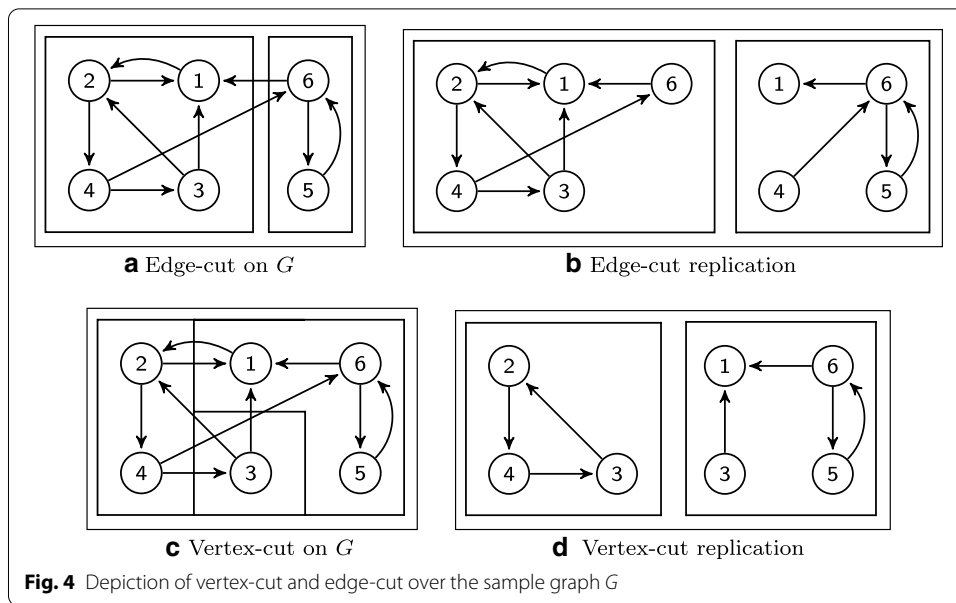 2 1 6 2 1 6 1 6
4 3 5 4 3 4 5
a Edge-cut on G
b Edge-cut replication
2 1 6 2 1 6
4 3 5 4 3 3 5
c Vertex-cut on G
d Vertex-cut replication
Fig. 4 Depiction of vertex-cut and edge-cut over the sample graph G